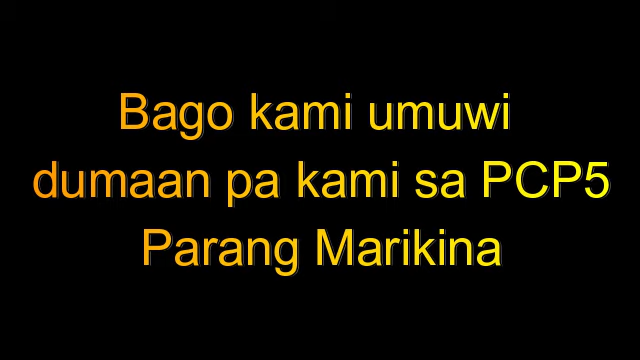 Bago kami umuwi
dumaan pa kami sa PCP5
Parang Marikina